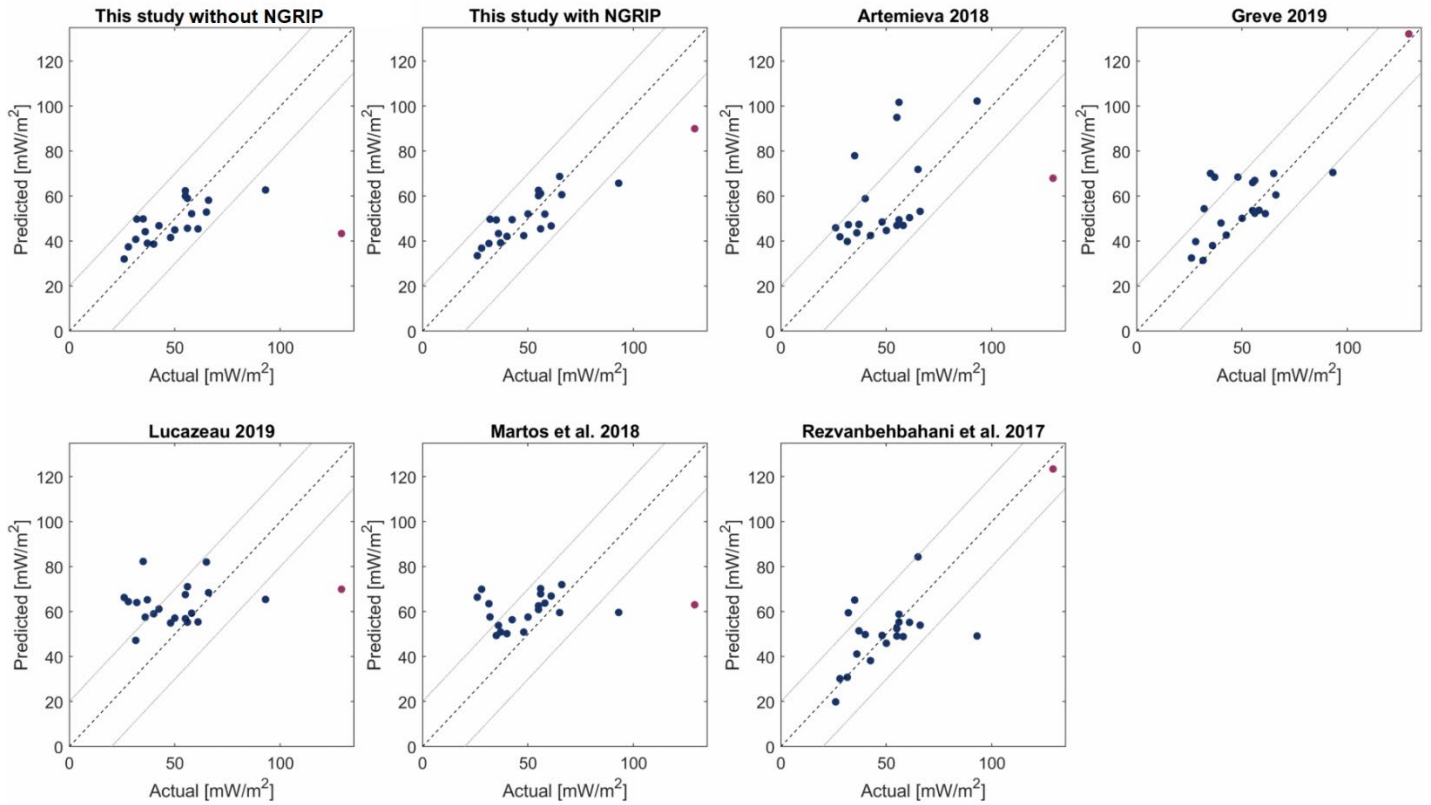 This study without NGRIP
120
100
80
60
40
20
0
0 50 100
Predicted [mW/m²]
Actual [mW/m²]
This study with NGRIP
120
100
80
60
40
20
0
0 50 100
Predicted [mW/m²]
Actual [mW/m²]
Artemieva 2018
120
100
80
60
40
20
0
0 50 100
Predicted [mW/m²]
Actual [mW/m²]
Greve 2019
120
100
80
60
40
20
0
0 50 100
Predicted [mW/m²]
Actual [mW/m²]
Lucazeau 2019
120
100
80
60
40
20
0
0 50 100
Predicted [mW/m²]
Actual [mW/m²]
Martos et al. 2018
120
100
80
60
40
20
0
0 50 100
Predicted [mW/m²]
Actual [mW/m²]
Rezvanbehbahani et al. 2017
120
100
80
60
40
20
0
0 50 100
Predicted [mW/m²]
Actual [mW/m²]